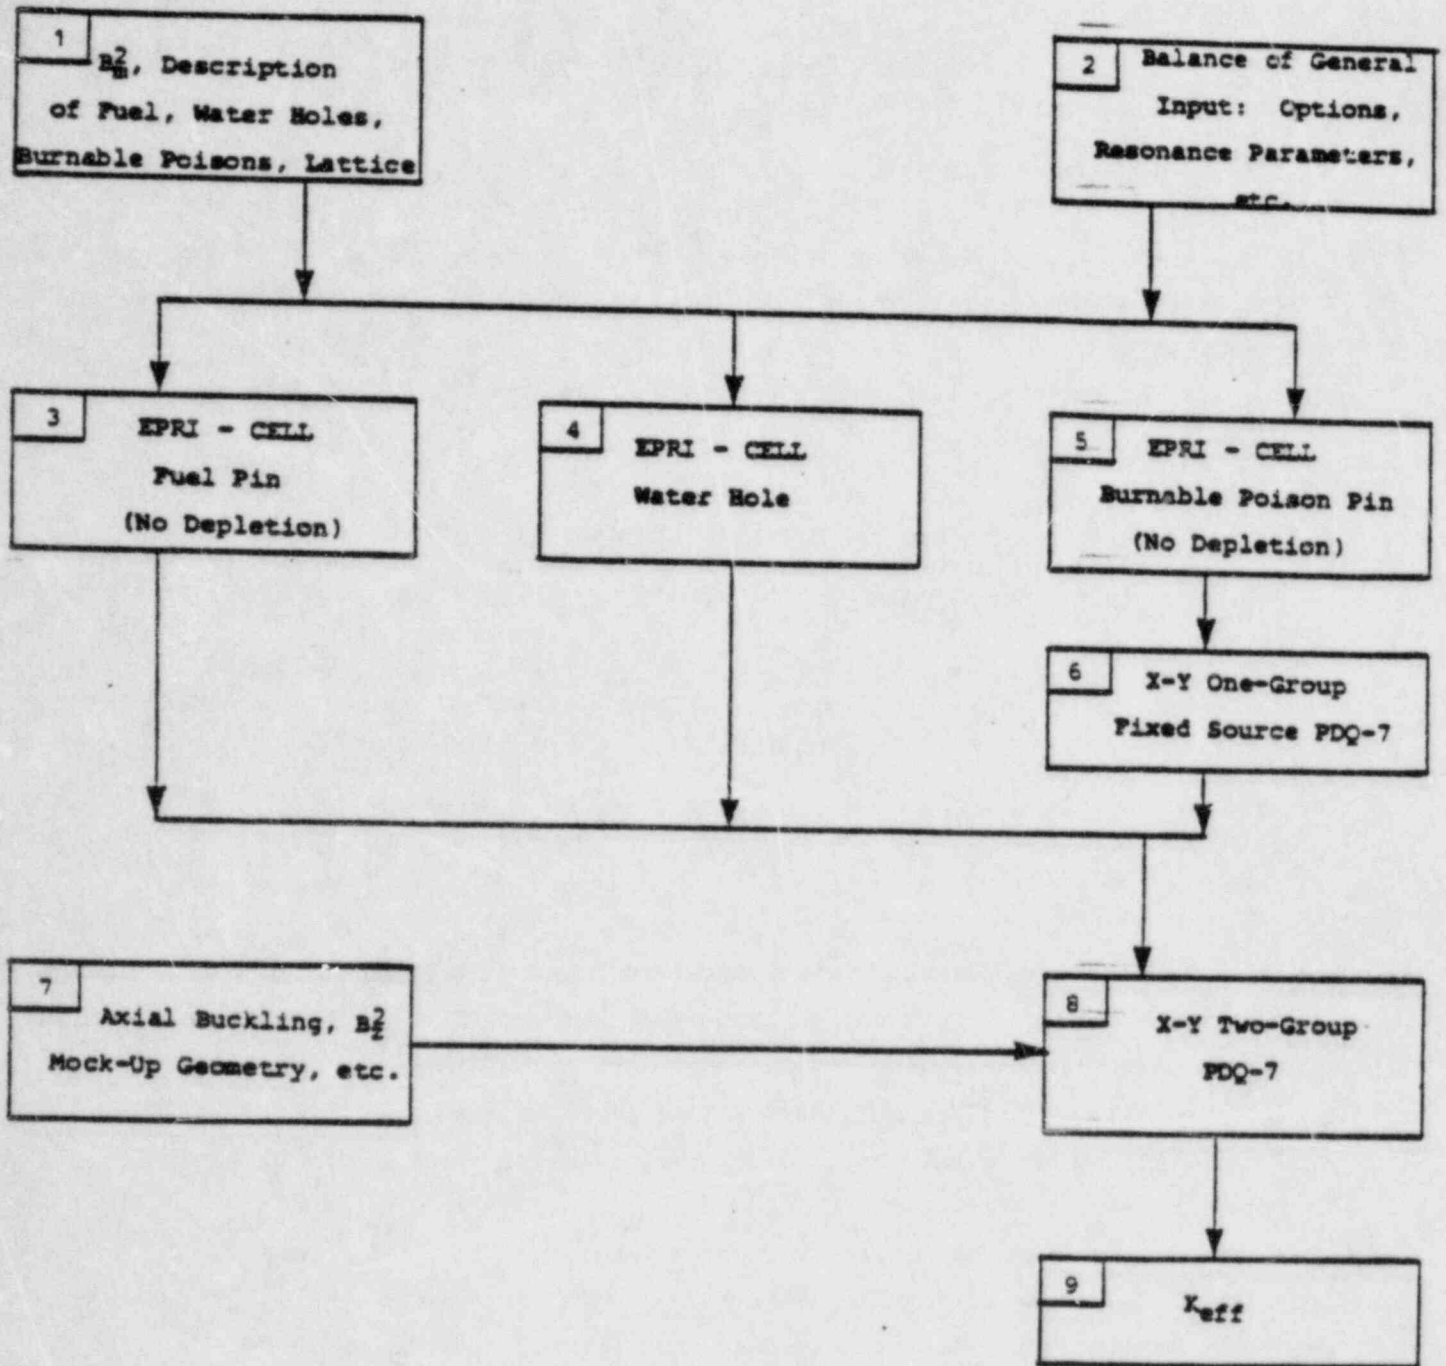 1
B²m, Description
of Fuel, Water Holes,
Burnable Poisons, Lattice
2
Balance of General
Input: Options,
Resonance Parameters,
etc.
3
EPRI - CELL
Fuel Pin
(No Depletion)
4
EPRI - CELL
Water Hole
5
EPRI - CELL
Burnable Poison Pin
(No Depletion)
6
X-Y One-Group
Fixed Source PDQ-7
7
Axial Buckling, B²z
Mock-Up Geometry, etc.
8
X-Y Two-Group
PDQ-7
9
Keff